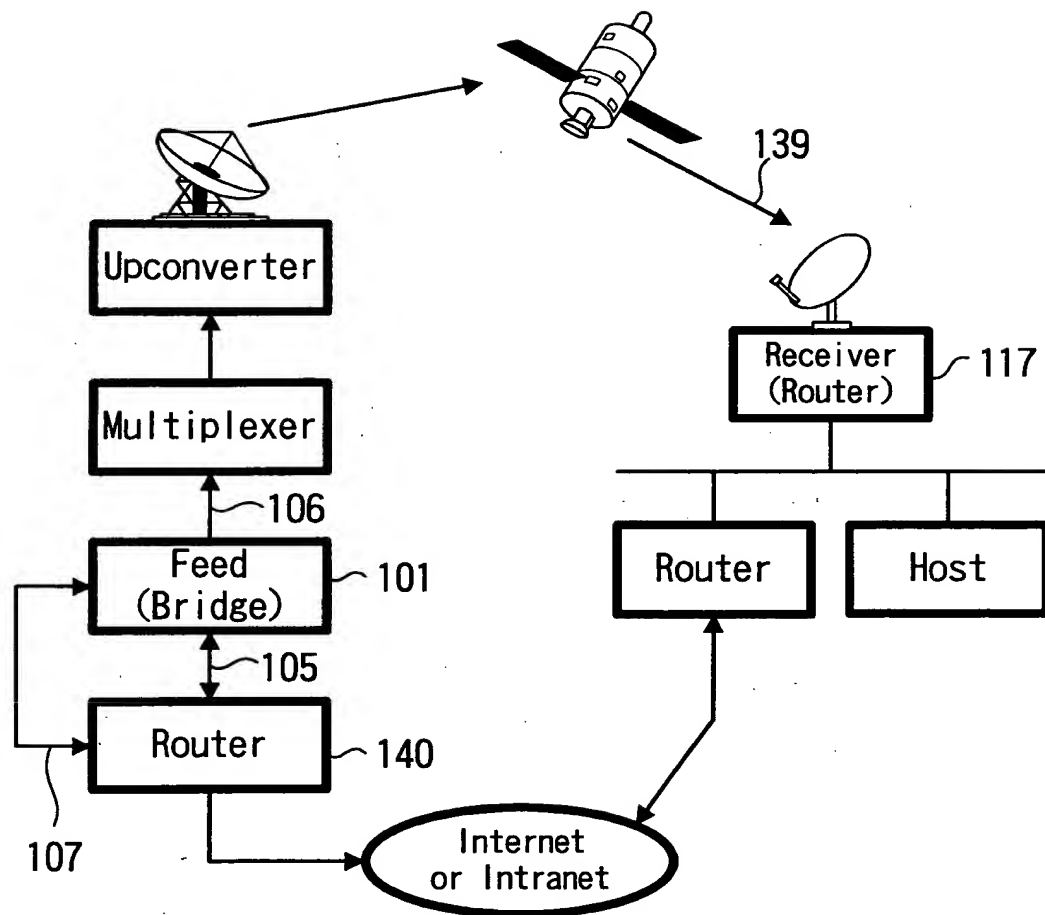 139
Upconverter
Receiver
(Router)
117
Multiplexer
106
Feed
(Bridge)
101
Router
Host
105
Router
140
107
Internet
or Intranet